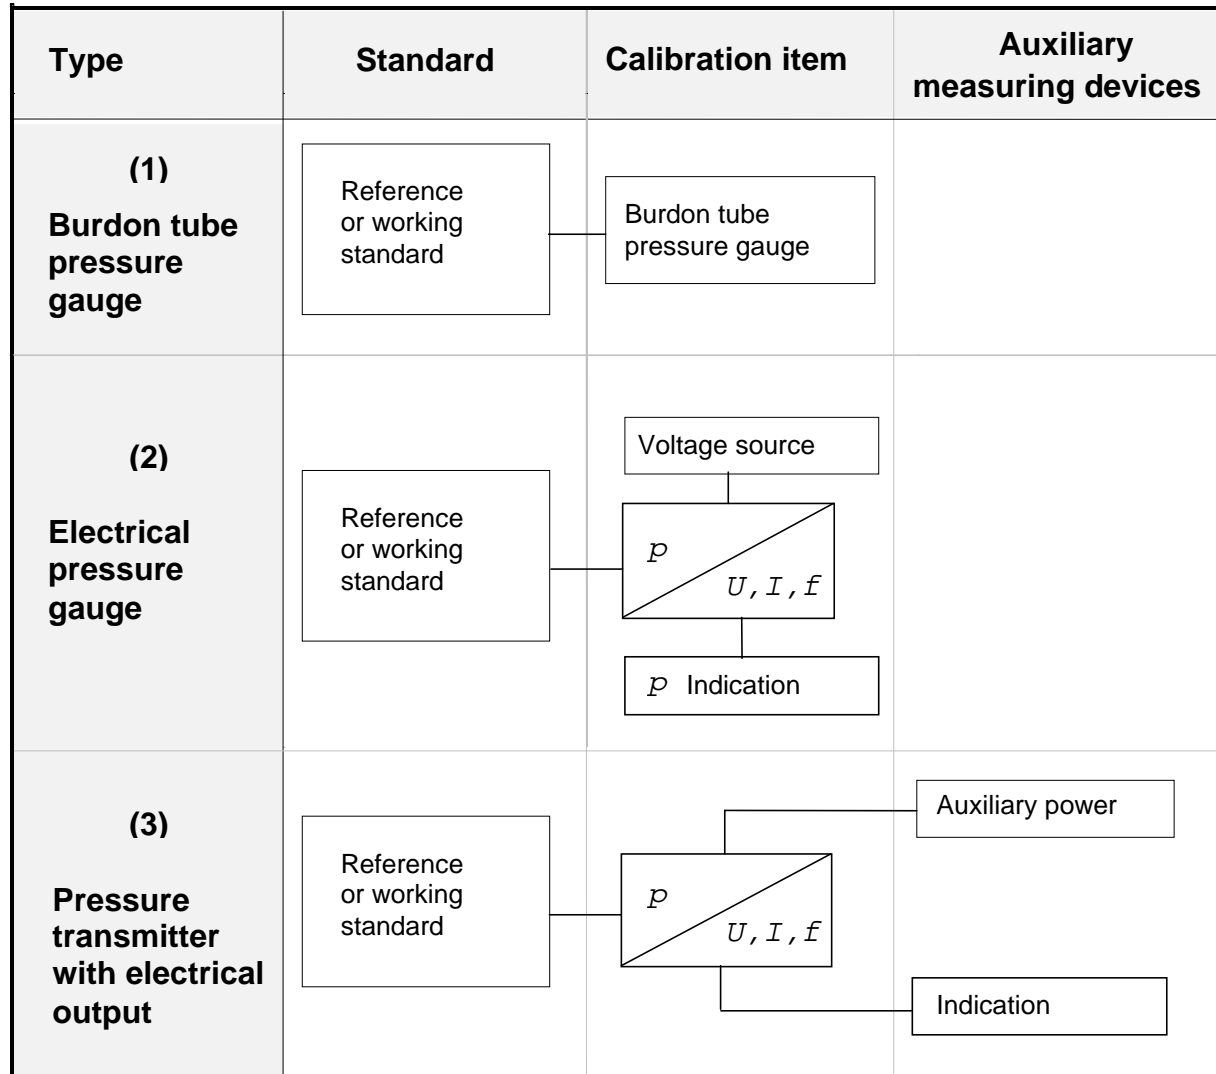 Type
Standard
Calibration item
Auxiliary
measuring devices
(1)
Burdon tube
pressure
gauge
Reference
or working
standard
Burdon tube
pressure gauge
(2)
Electrical
pressure
gauge
Reference
or working
standard
Voltage source
p
U,I,f
p Indication
(3)
Pressure
transmitter
with electrical
output
Reference
or working
standard
p
U,I,f
Auxiliary power
Indication